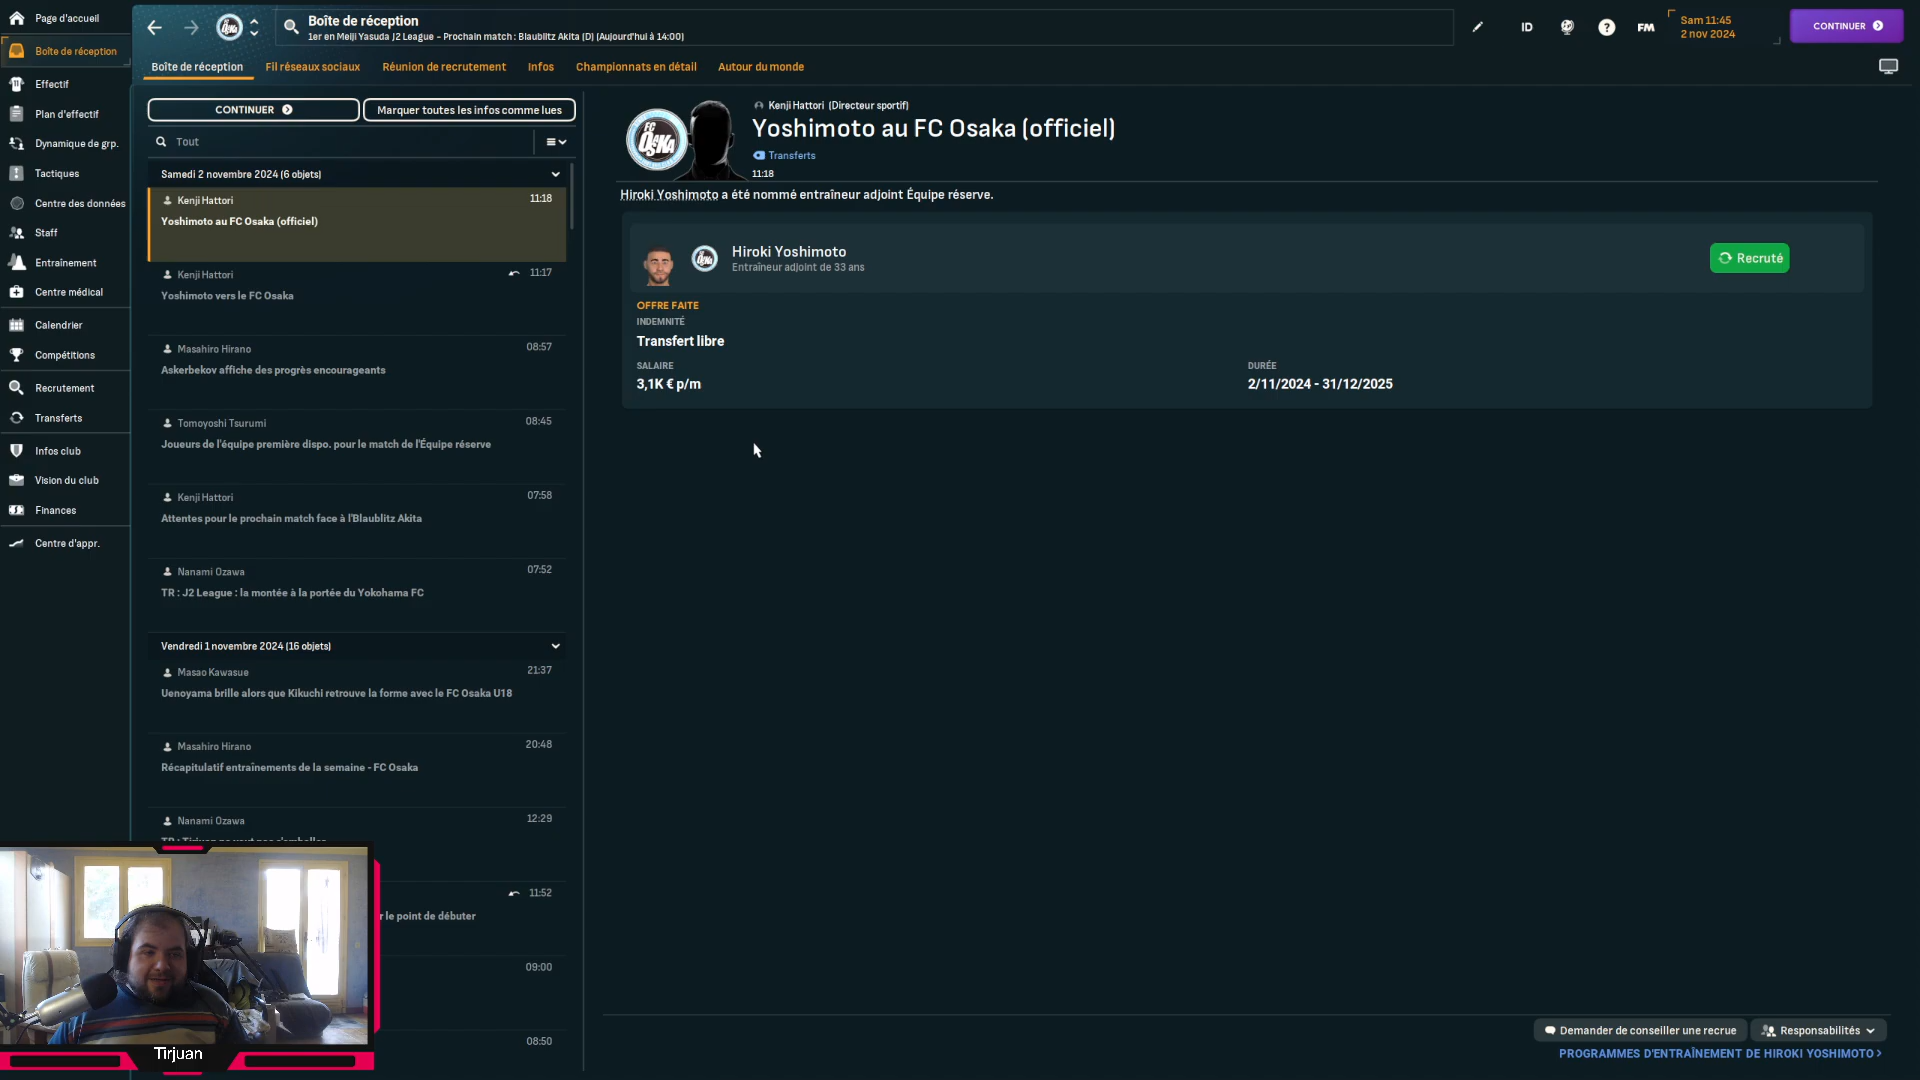 Page d'accueil
Boîte de réception
Effectif
Plan d'effectif
Dynamique de grp.
Tactiques
Centre des données
Staff
Entraînement
Centre médical
Calendrier
Compétitions
Recrutement
Transferts
Infos club
Vision du club
Finances
Centre d'appr.
Boîte de réception
1er en Meiji Yasuda J2 League - Prochain match : Blaublitz Akita (D) (Aujourd'hui à 14:00)
ID
FM
Sam 11:45
2 nov 2024
CONTINUER
Boîte de réception
Fil réseaux sociaux
Réunion de recrutement
Infos
Championnats en détail
Autour du monde
CONTINUER
Marquer toutes les infos comme lues
Tout
Samedi 2 novembre 2024 (6 objets)
Kenji Hattori 11:18
Yoshimoto au FC Osaka (officiel)
Kenji Hattori 11:17
Yoshimoto vers le FC Osaka
Masahiro Hirano 08:57
Askerbekov affiche des progrès encourageants
Tomoyoshi Tsurumi 08:45
Joueurs de l'équipe première dispo. pour le match de l'Équipe réserve
Kenji Hattori 07:58
Attentes pour le prochain match face à l'Blaublitz Akita
Nanami Ozawa 07:52
TR : J2 League : la montée à la portée du Yokohama FC
Vendredi 1 novembre 2024 (16 objets)
Masao Kawasue 21:37
Uenoyama brille alors que Kikuchi retrouve la forme avec le FC Osaka U18
Masahiro Hirano 20:48
Récapitulatif entraînements de la semaine - FC Osaka
Nanami Ozawa 12:29
11:52
le point de débuter
09:00
08:50
Tirjuan
FC OSAKA
Kenji Hattori (Directeur sportif)
Yoshimoto au FC Osaka (officiel)
Transferts
11:18
Hiroki Yoshimoto a été nommé entraîneur adjoint Équipe réserve.
Hiroki Yoshimoto
Entraîneur adjoint de 33 ans
Recruté
OFFRE FAITE
INDEMNITÉ
Transfert libre
SALAIRE
3,1K € p/m
DURÉE
2/11/2024 - 31/12/2025
Demander de conseiller une recrue
Responsabilités
PROGRAMMES D'ENTRAÎNEMENT DE HIROKI YOSHIMOTO >